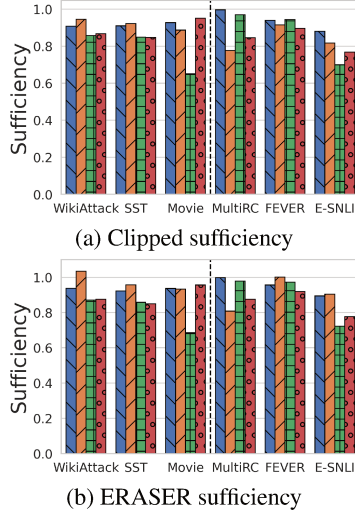 1.0
0.8
0.6
0.4
0.2
0.0
Sufficiency
WikiAttack SST Movie MultiRC FEVER E-SNLI
(a) Clipped sufficiency
1.0
0.8
0.6
0.4
0.2
0.0
Sufficiency
WikiAttack SST Movie MultiRC FEVER E-SNLI
(b) ERASER sufficiency